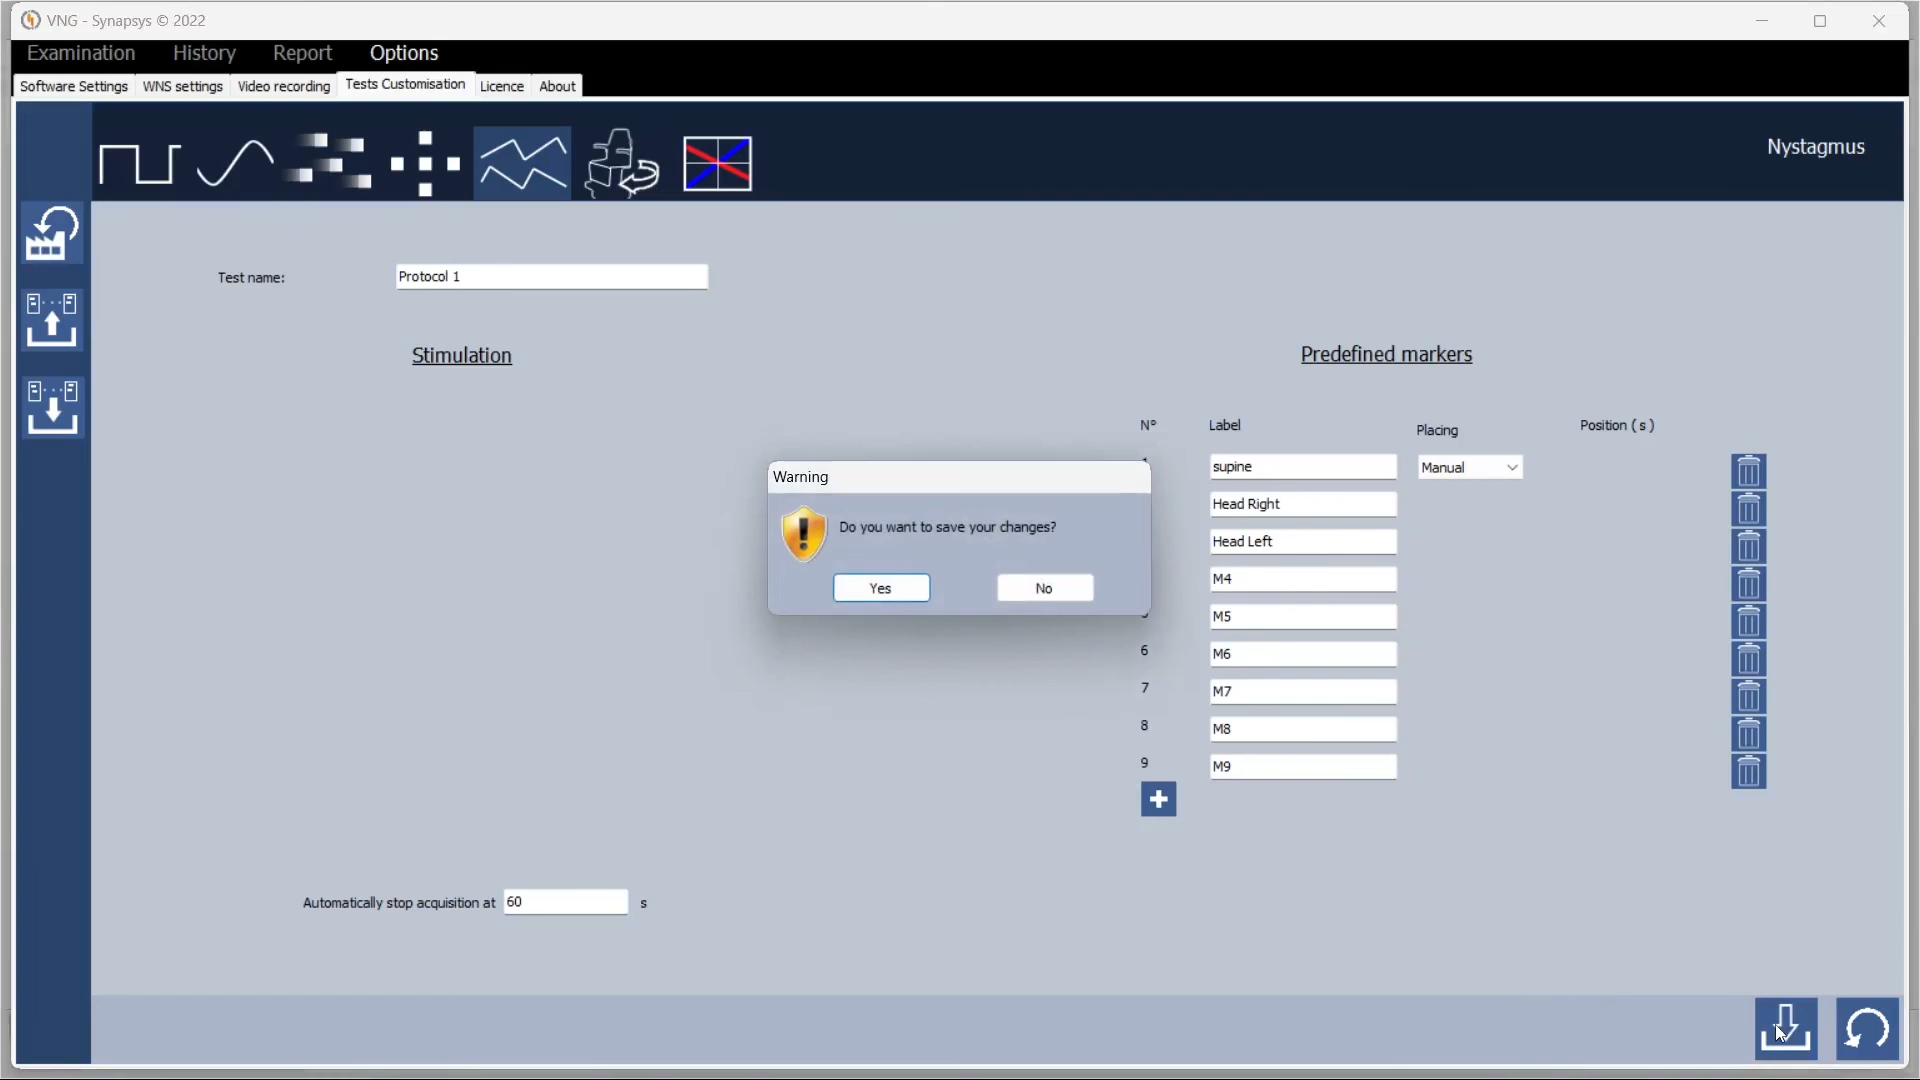 VNG - Synapsys © 2022
Examination History Report Options
Software Settings WNS settings Video recording Tests Customisation Licence About
Nystagmus
Test name: Protocol 1
Stimulation
Predefined markers
N° Label Placing Position ( s )
supine Manual
Head Right
Head Left
M4
M5
6 M6
7 M7
8 M8
9 M9
Warning
Do you want to save your changes?
Yes No
Automatically stop acquisition at 60 s